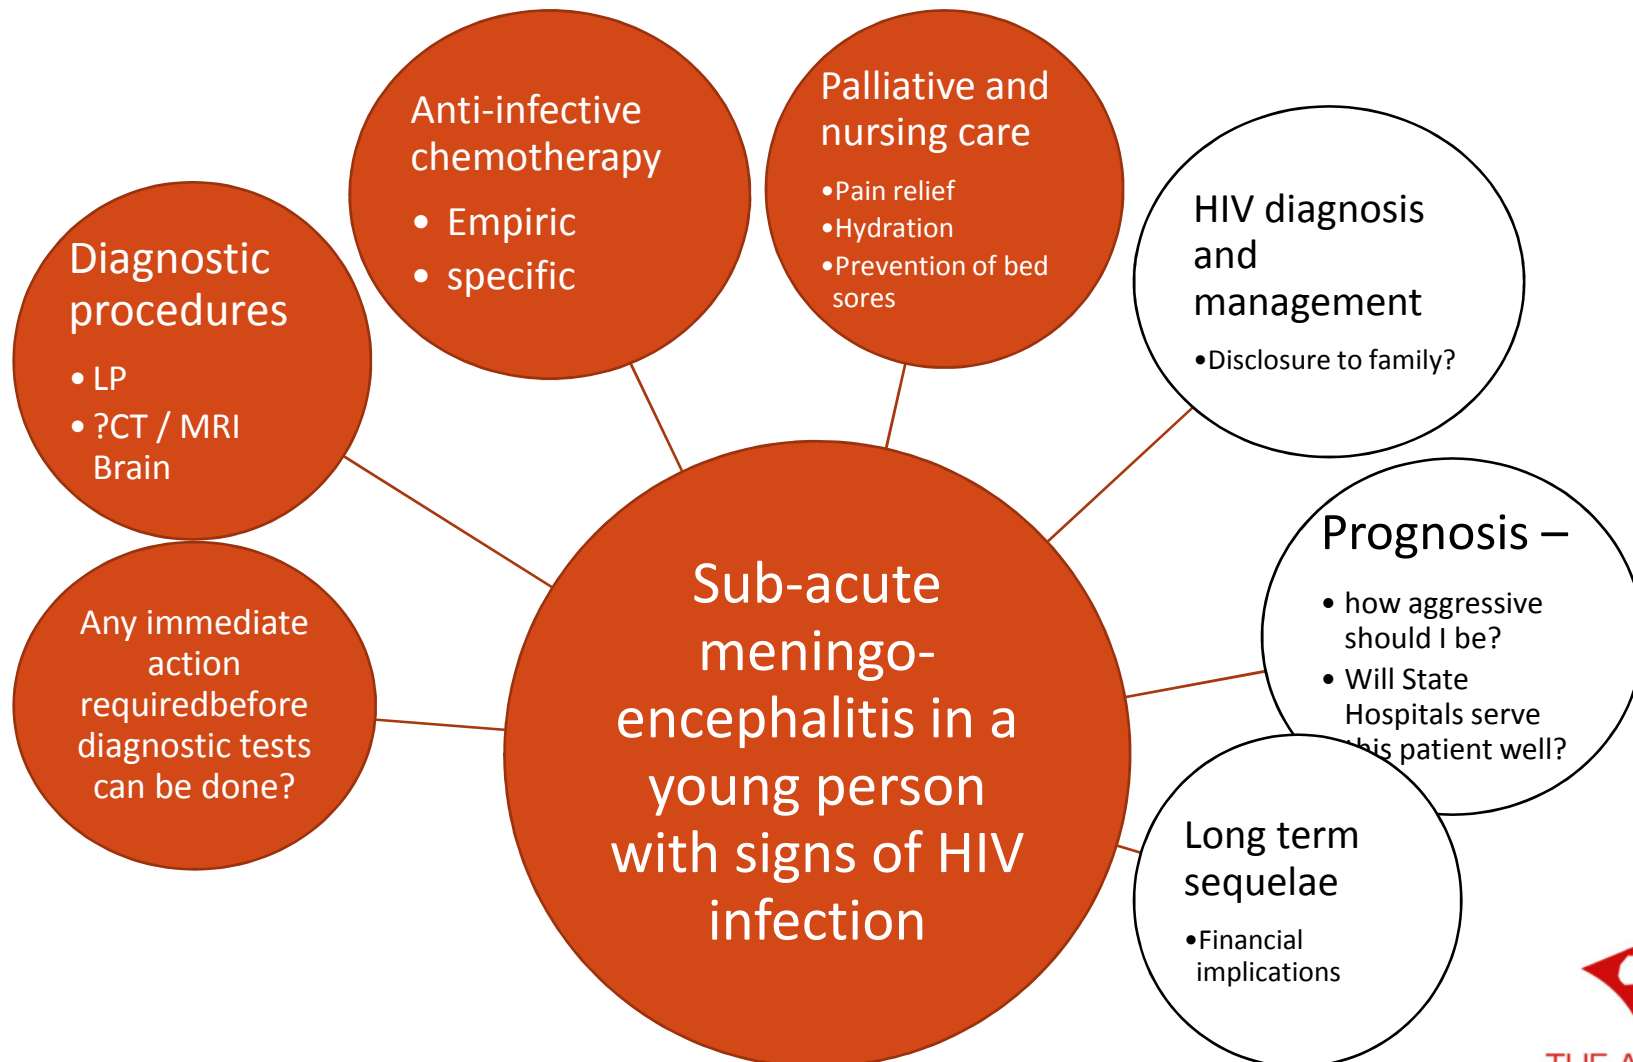 Anti-infective
chemotherapy
• Empiric
• specific
Palliative and
nursing care
•Pain relief
•Hydration
•Prevention of bed
sores
HIV diagnosis
and
management
•Disclosure to family?
Diagnostic
procedures
• LP
• ?CT / MRI
Brain
Prognosis –
• how aggressive
should I be?
• Will State
Hospitals serve
this patient well?
Any immediate
action
requiredbefore
diagnostic tests
can be done?
Sub-acute
meningo-
encephalitis in a
young person
with signs of HIV
infection
Long term
sequelae
•Financial
implications
THE A